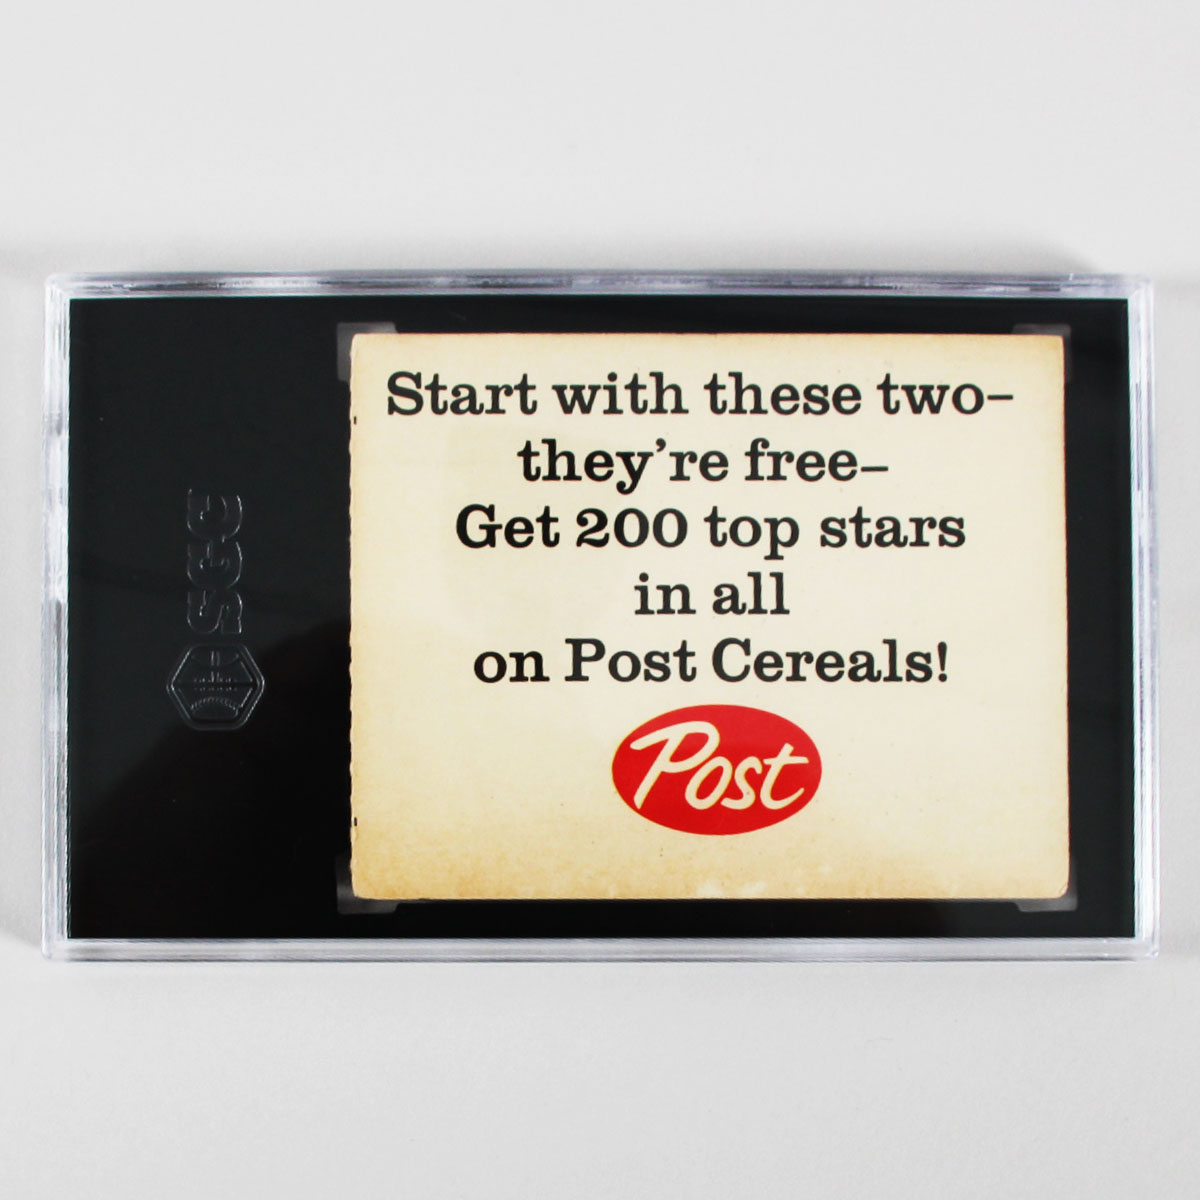 Start with these two–
they're free–
Get 200 top stars
in all
on Post Cereals!
Post
SGC